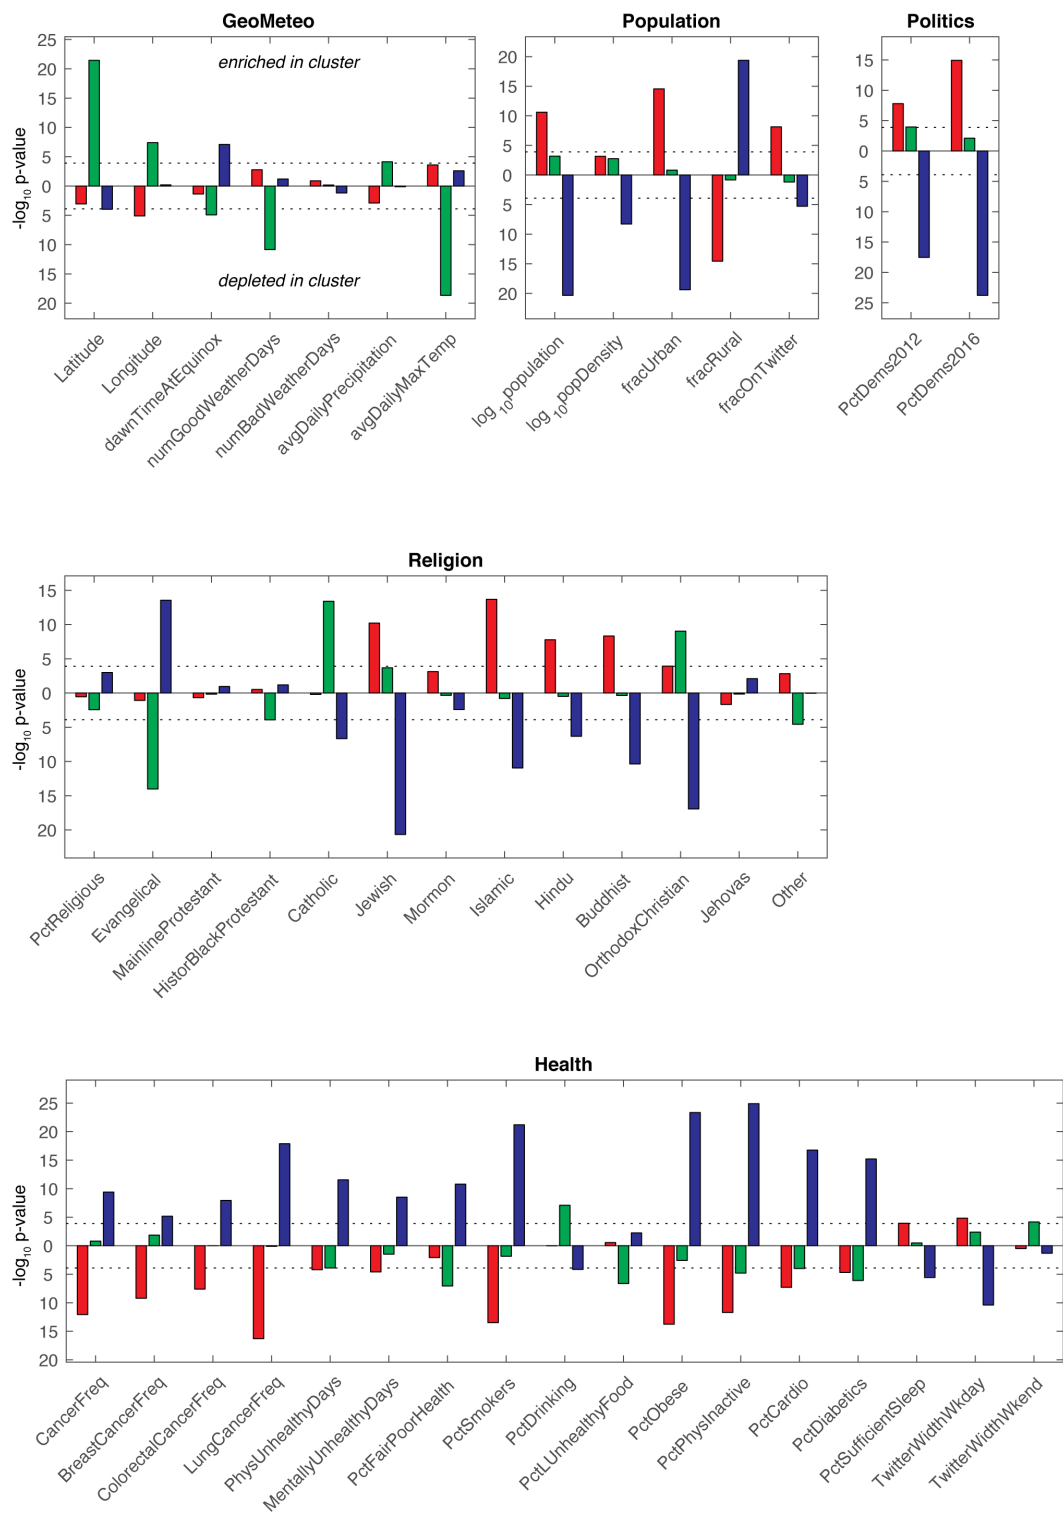 GeoMeteo
25
20
15
10
5
0
5
10
15
20
-log10 p-value
enriched in cluster
depleted in cluster
Latitude
Longitude
dawnTimeAtEquinox
numGoodWeatherDays
numBadWeatherDays
avgDailyPrecipitation
avgDailyMaxTemp
Population
20
15
10
5
0
5
10
15
20
log 10population
log 10popDensity
fracUrban
fracRural
fracOnTwitter
Politics
15
10
5
0
5
10
15
20
25
PctDems2012
PctDems2016
Religion
15
10
5
0
5
10
15
20
-log10 p-value
PctReligious
Evangelical
MainlineProtestant
HistorBlackProtestant
Catholic
Jewish
Mormon
Islamic
Hindu
Buddhist
OrthodoxChristian
Jehovas
Other
Health
25
20
15
10
5
0
5
10
15
20
-log10 p-value
CancerFreq
BreastCancerFreq
ColorectalCancerFreq
LungCancerFreq
PhysUnhealthyDays
MentallyUnhealthyDays
PctFairPoorHealth
PctSmokers
PctDrinking
PctLUnhealthyFood
PctObese
PctPhysInactive
PctCardio
PctDiabetics
PctSufficientSleep
TwitterWidthWkday
TwitterWidthWkend